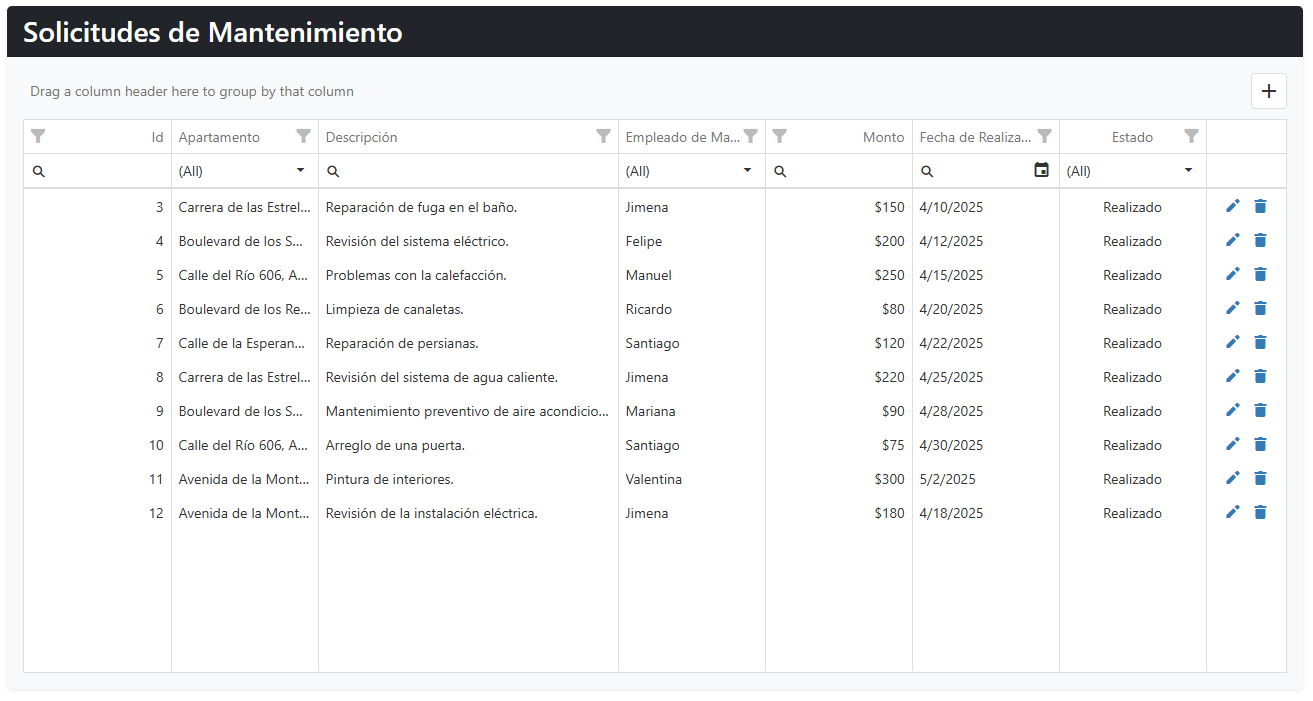 Solicitudes de Mantenimiento
Drag a column header here to group by that column
Id Apartamento Descripción Empleado de Ma... Monto Fecha de Realiza... Estado
(All) (All) (All)
3 Carrera de las Estrel... Reparación de fuga en el baño. Jimena $150 4/10/2025 Realizado
4 Boulevard de los S... Revisión del sistema eléctrico. Felipe $200 4/12/2025 Realizado
5 Calle del Río 606, A... Problemas con la calefacción. Manuel $250 4/15/2025 Realizado
6 Boulevard de los Re... Limpieza de canaletas. Ricardo $80 4/20/2025 Realizado
7 Calle de la Esperan... Reparación de persianas. Santiago $120 4/22/2025 Realizado
8 Carrera de las Estrel... Revisión del sistema de agua caliente. Jimena $220 4/25/2025 Realizado
9 Boulevard de los S... Mantenimiento preventivo de aire acondicio... Mariana $90 4/28/2025 Realizado
10 Calle del Río 606, A... Arreglo de una puerta. Santiago $75 4/30/2025 Realizado
11 Avenida de la Mont... Pintura de interiores. Valentina $300 5/2/2025 Realizado
12 Avenida de la Mont... Revisión de la instalación eléctrica. Jimena $180 4/18/2025 Realizado